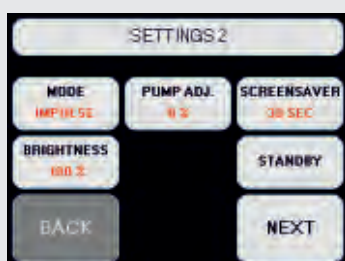 SETTINGS 2
MODE
IMPULSE
PUMP ADJ.
0 %
SCREENSAVER
30 SEC
BRIGHTNESS
100 %
STANDBY
BACK
NEXT